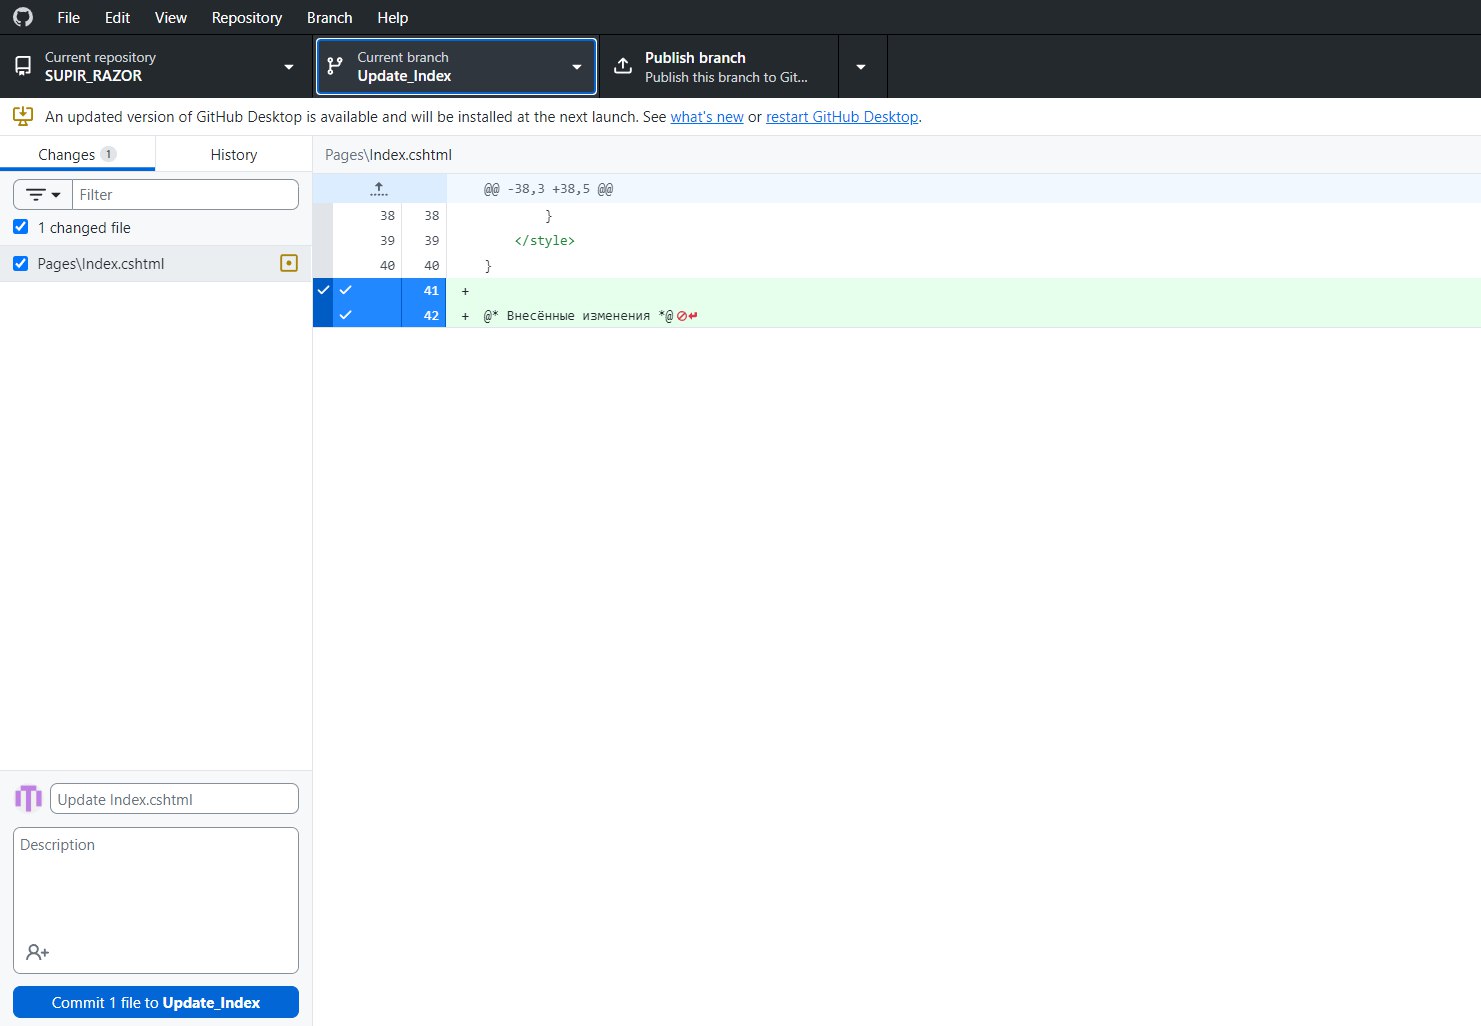 File Edit View Repository Branch Help
Current repository
SUPIR_RAZOR
Current branch
Update_Index
Publish branch
Publish this branch to Git...
An updated version of GitHub Desktop is available and will be installed at the next launch. See what's new or restart GitHub Desktop.
Changes 1 History
Filter
1 changed file
Pages\Index.cshtml
Pages\Index.cshtml
@@ -38,3 +38,5 @@
38 38 }
39 39 </style>
40 40 }
41 +
42 + @* Внесённые изменения *@
Update Index.cshtml
Description
Commit 1 file to Update_Index